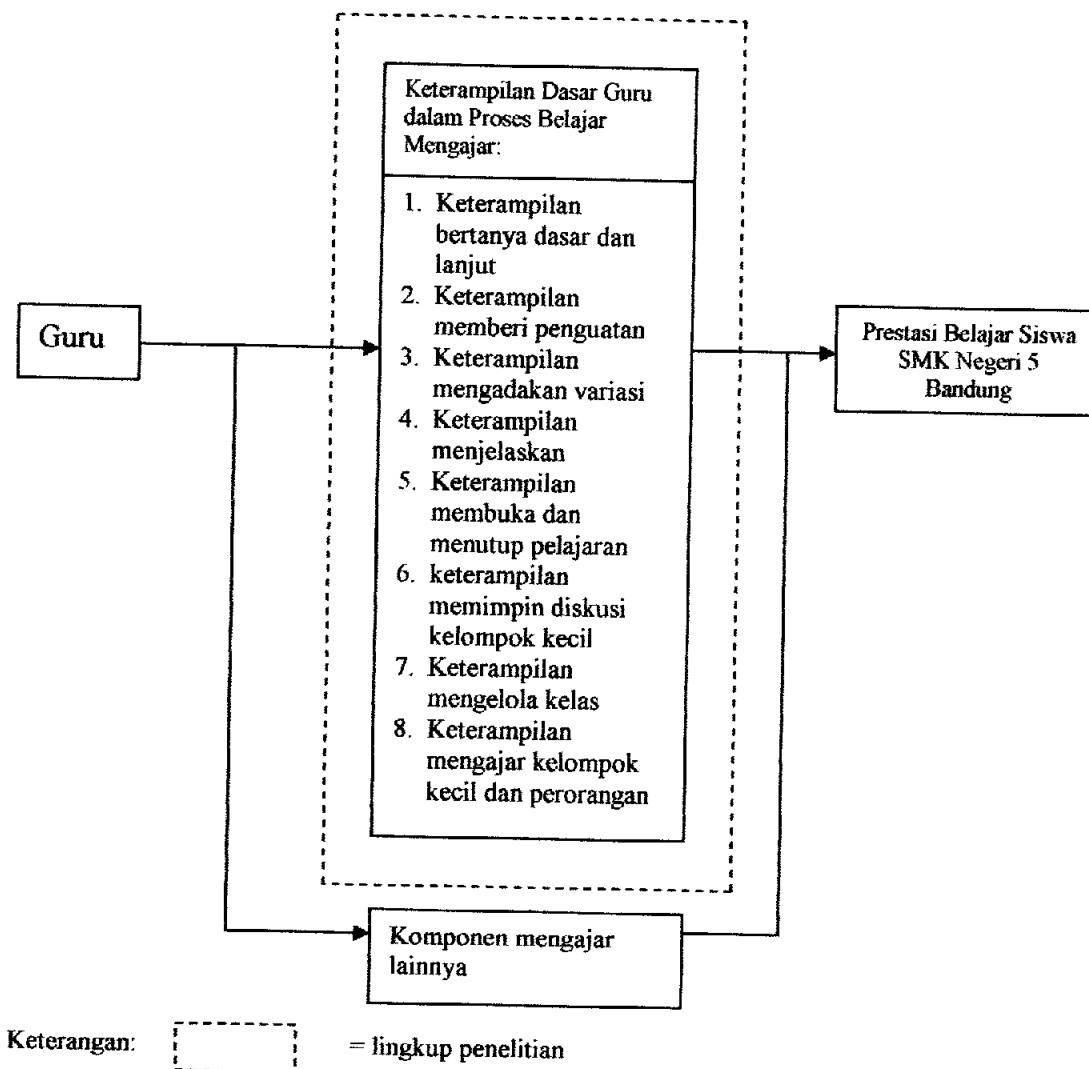 Keterampilan Dasar Guru
dalam Proses Belajar
Mengajar:
1. Keterampilan
bertanya dasar dan
lanjut
2. Keterampilan
memberi penguatan
3. Keterampilan
mengadakan variasi
4. Keterampilan
menjelaskan
5. Keterampilan
membuka dan
menutup pelajaran
6. keterampilan
memimpin diskusi
kelompok kecil
7. Keterampilan
mengelola kelas
8. Keterampilan
mengajar kelompok
kecil dan perorangan
Guru
Prestasi Belajar Siswa
SMK Negeri 5
Bandung
Komponen mengajar
lainnya
Keterangan:
= lingkup penelitian